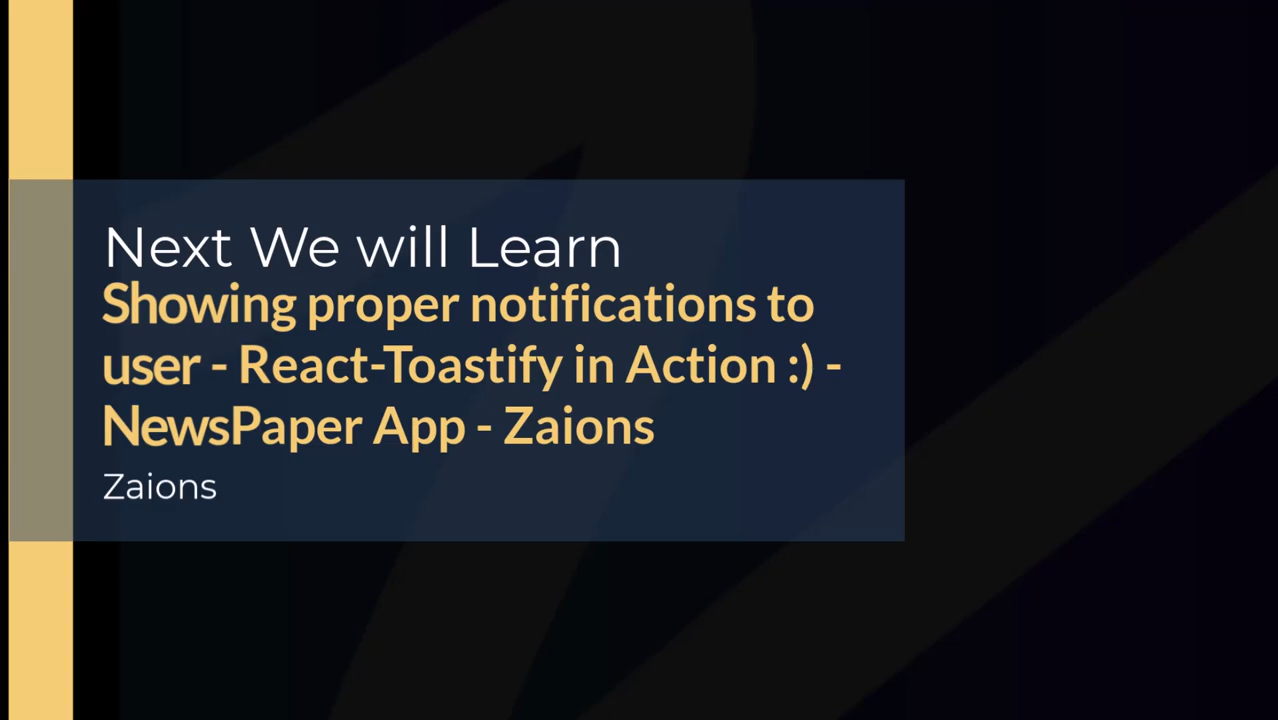 Next We will Learn
Showing proper notifications to
user - React-Toastify in Action :) -
NewsPaper App - Zaions
Zaions